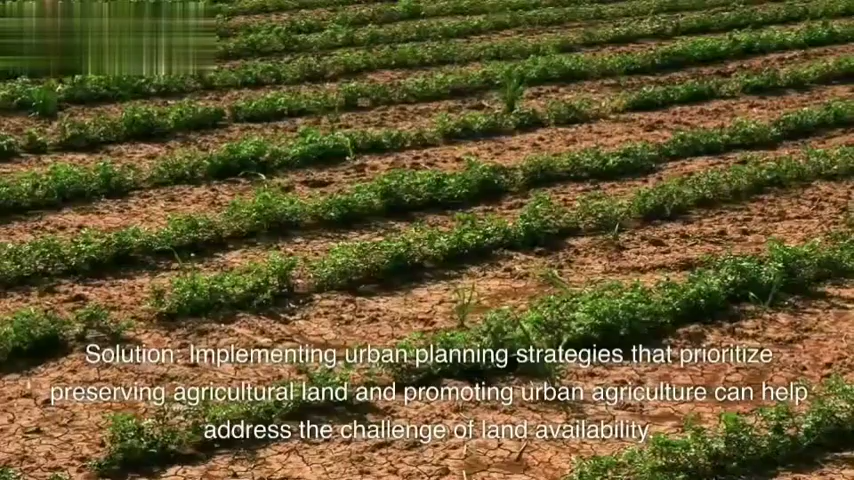 Solution: Implementing urban planning strategies that prioritize
preserving agricultural land and promoting urban agriculture can help
address the challenge of land availability.